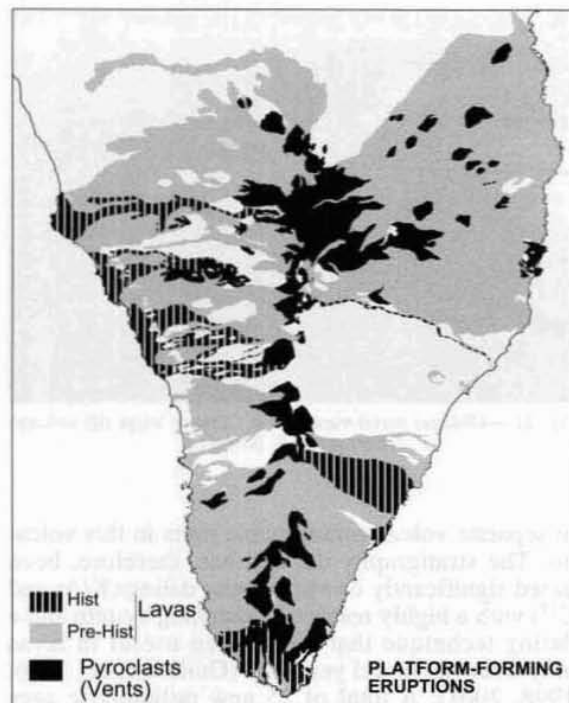 Hist
Lavas
Pre-Hist
Pyroclasts
(Vents)
PLATFORM-FORMING
ERUPTIONS